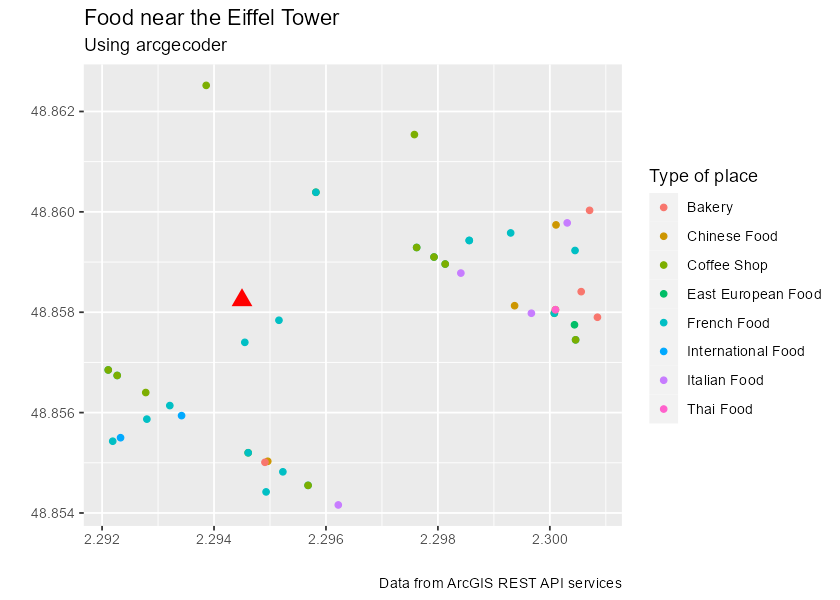 Food near the Eiffel Tower
Using arcgecoder
48.862
48.860
48.858
48.856
48.854
2.292
2.294
2.296
2.298
2.300
Type of place
Bakery
Chinese Food
Coffee Shop
East European Food
French Food
International Food
Italian Food
Thai Food
Data from ArcGIS REST API services